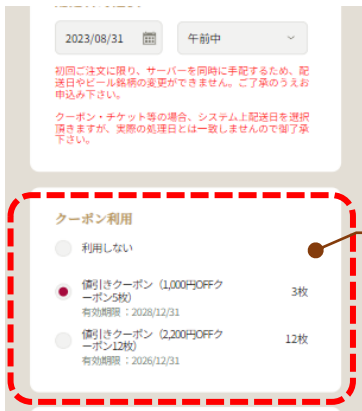 2023/08/31
午前中
初回ご注文に限り、サーバーを同時に手配するため、配
送日やビール銘柄の変更ができません。ご了承のうえお
申込み下さい。
クーポン・チケット等の場合、システム上配送日を選択
頂きますが、実際の処理日とは一致しませんので御了承
下さい。
クーポン利用
利用しない
値引きクーポン（1,000円OFFク
ーポン5枚） 3枚
有効期限：2028/12/31
値引きクーポン（2,200円OFFク
ーポン12枚） 12枚
有効期限：2026/12/31